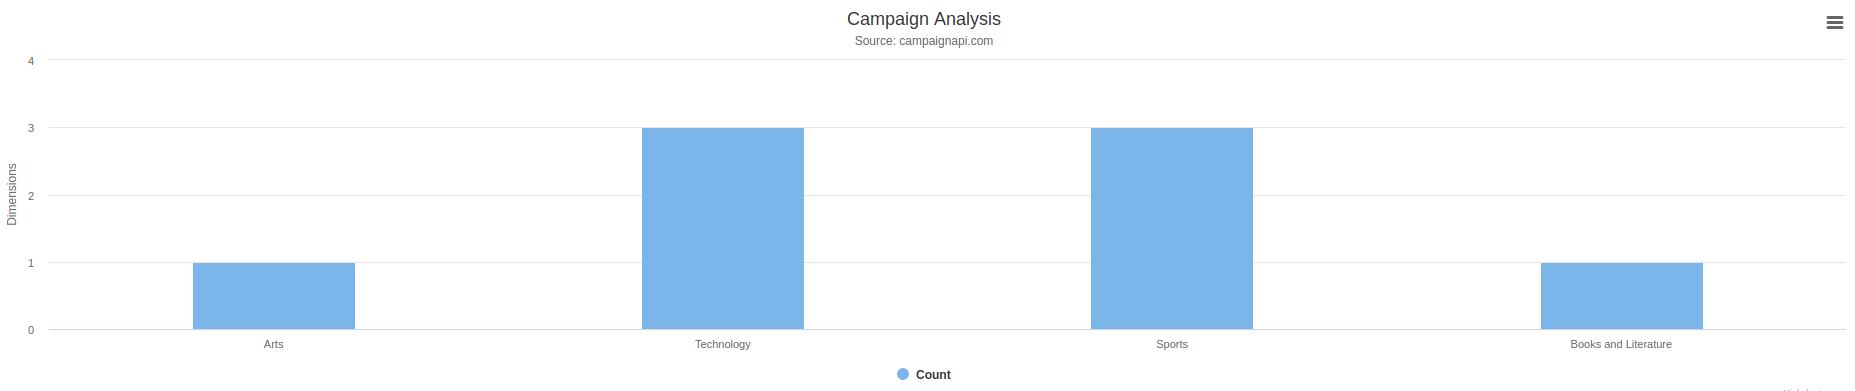 Campaign Analysis
Source: campaignapi.com
Dimensions
4
3
2
1
0
Arts
Technology
Sports
Books and Literature
Count